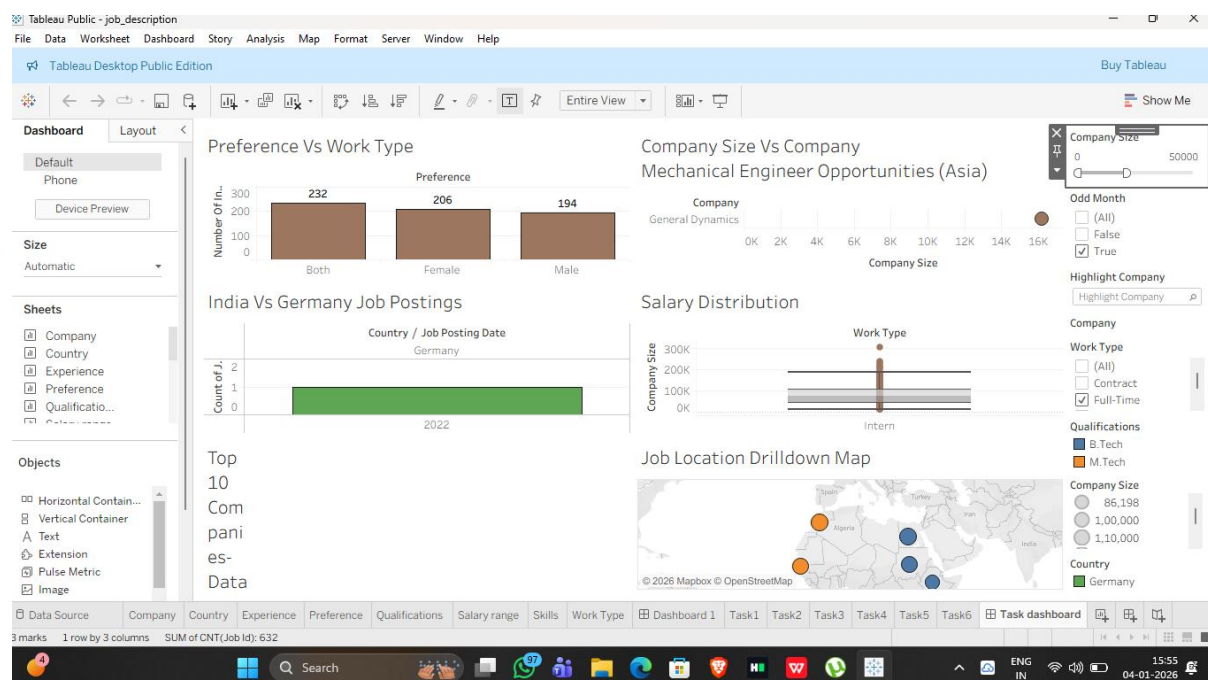 Tableau Public - job_description
File Data Worksheet Dashboard Story Analysis Map Format Server Window Help
Tableau Desktop Public Edition
Buy Tableau
Entire View
Show Me
Dashboard Layout
Default
Phone
Device Preview
Size
Automatic
Sheets
Company
Country
Experience
Preference
Qualificatio...
Objects
Horizontal Contain...
Vertical Container
Text
Extension
Pulse Metric
Image
Preference Vs Work Type
Preference
Number Of In..
300
200
100
0
232
206
194
Both
Female
Male
Company Size Vs Company
Mechanical Engineer Opportunities (Asia)
Company
General Dynamics
0K 2K 4K 6K 8K 10K 12K 14K 16K
Company Size
India Vs Germany Job Postings
Country / Job Posting Date
Germany
Count of J..
2
1
0
2022
Salary Distribution
Work Type
Company Size
300K
200K
100K
0K
Intern
Top
10
Com
pani
es-
Data
Job Location Drilldown Map
Spain
Turkey
Algeria
Iran
India
© 2026 Mapbox © OpenStreetMap
Company Size
0 50000
Odd Month
(All)
False
True
Highlight Company
Highlight Company
Company
Work Type
(All)
Contract
Full-Time
Qualifications
B.Tech
M.Tech
Company Size
86,198
1,00,000
1,10,000
Country
Germany
Data Source Company Country Experience Preference Qualifications Salary range Skills Work Type Dashboard 1 Task1 Task2 Task3 Task4 Task5 Task6 Task dashboard
3 marks 1 row by 3 columns SUM of CNT(Job Id): 632
4
Search
97
ENG
IN
15:55
04-01-2026